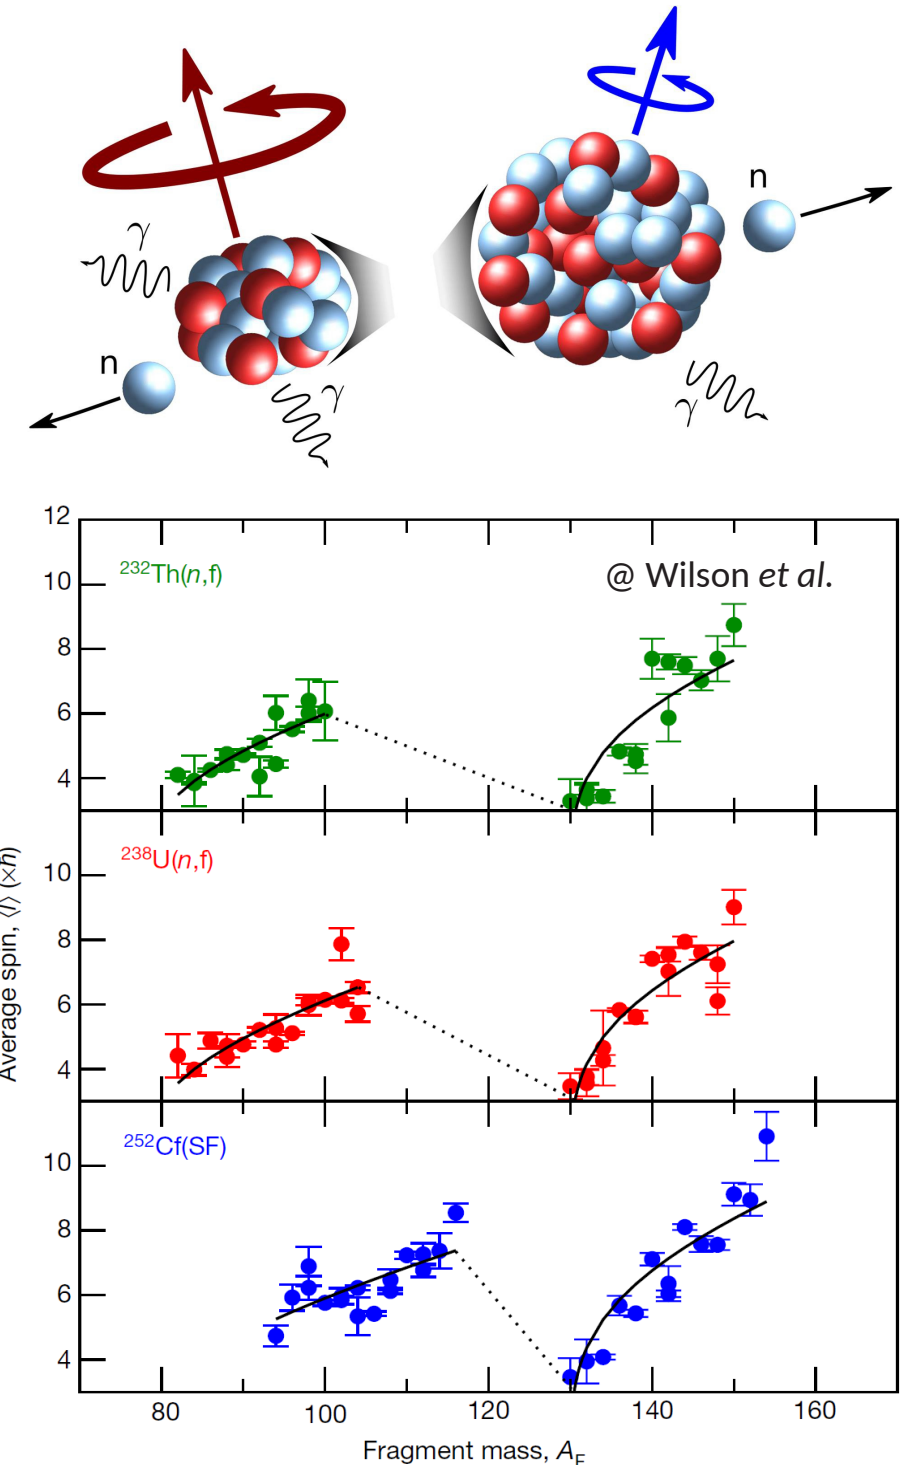 n
γ
n
γ
γ
12
²³²Th(n,f)
@ Wilson et al.
10
8
6
4
²³⁸U(n,f)
10
8
6
4
Average spin, ⟨I⟩ (×ħ)
²⁵²Cf(SF)
10
8
6
4
80 100 120 140 160
Fragment mass, A_F